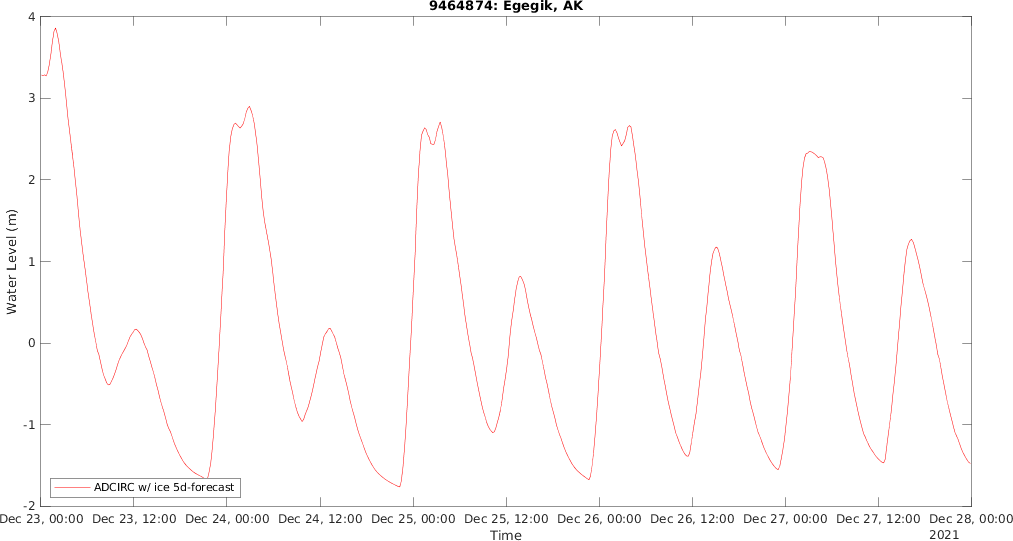 9464874: Egegik, AK
4
3
2
1
0
-1
-2
Water Level (m)
ADCIRC w/ ice 5d-forecast
Dec 23, 00:00 Dec 23, 12:00 Dec 24, 00:00 Dec 24, 12:00 Dec 25, 00:00 Dec 25, 12:00 Dec 26, 00:00 Dec 26, 12:00 Dec 27, 00:00 Dec 27, 12:00 Dec 28, 00:00
Time
2021